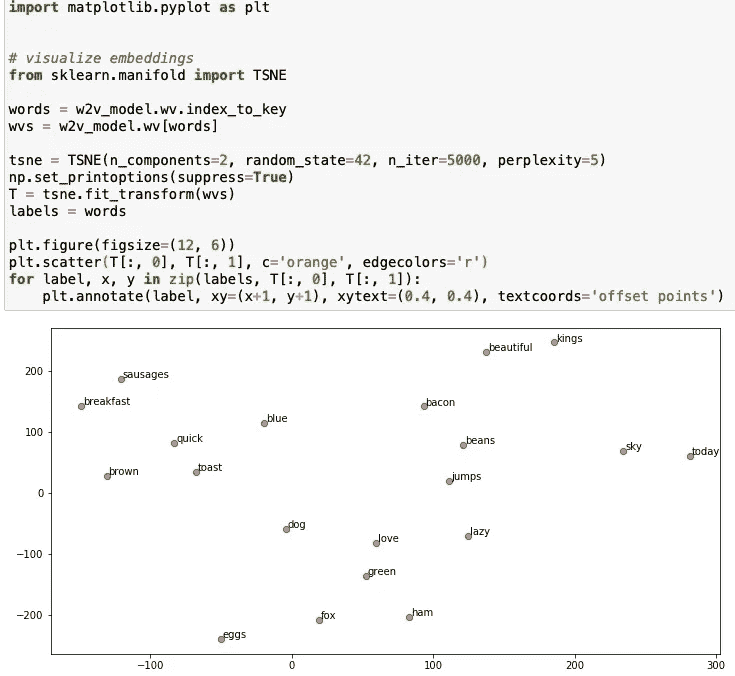 import matplotlib.pyplot as plt
# visualize embeddings
from sklearn.manifold import TSNE
words = w2v_model.wv.index_to_key
wvs = w2v_model.wv[words]
tsne = TSNE(n_components=2, random_state=42, n_iter=5000, perplexity=5)
np.set_printoptions(suppress=True)
T = tsne.fit_transform(wvs)
labels = words
plt.figure(figsize=(12, 6))
plt.scatter(T[:, 0], T[:, 1], c='orange', edgecolors='r')
for label, x, y in zip(labels, T[:, 0], T[:, 1]):
    plt.annotate(label, xy=(x+1, y+1), xytext=(0.4, 0.4), textcoords='offset points')
kings
beautiful
200
sausages
breakfast
bacon
blue
100
quick
beans
sky
today
toast
brown
jumps
0
dog
lazy
love
−100
green
ham
fox
−200
eggs
−100
0
100
200
300